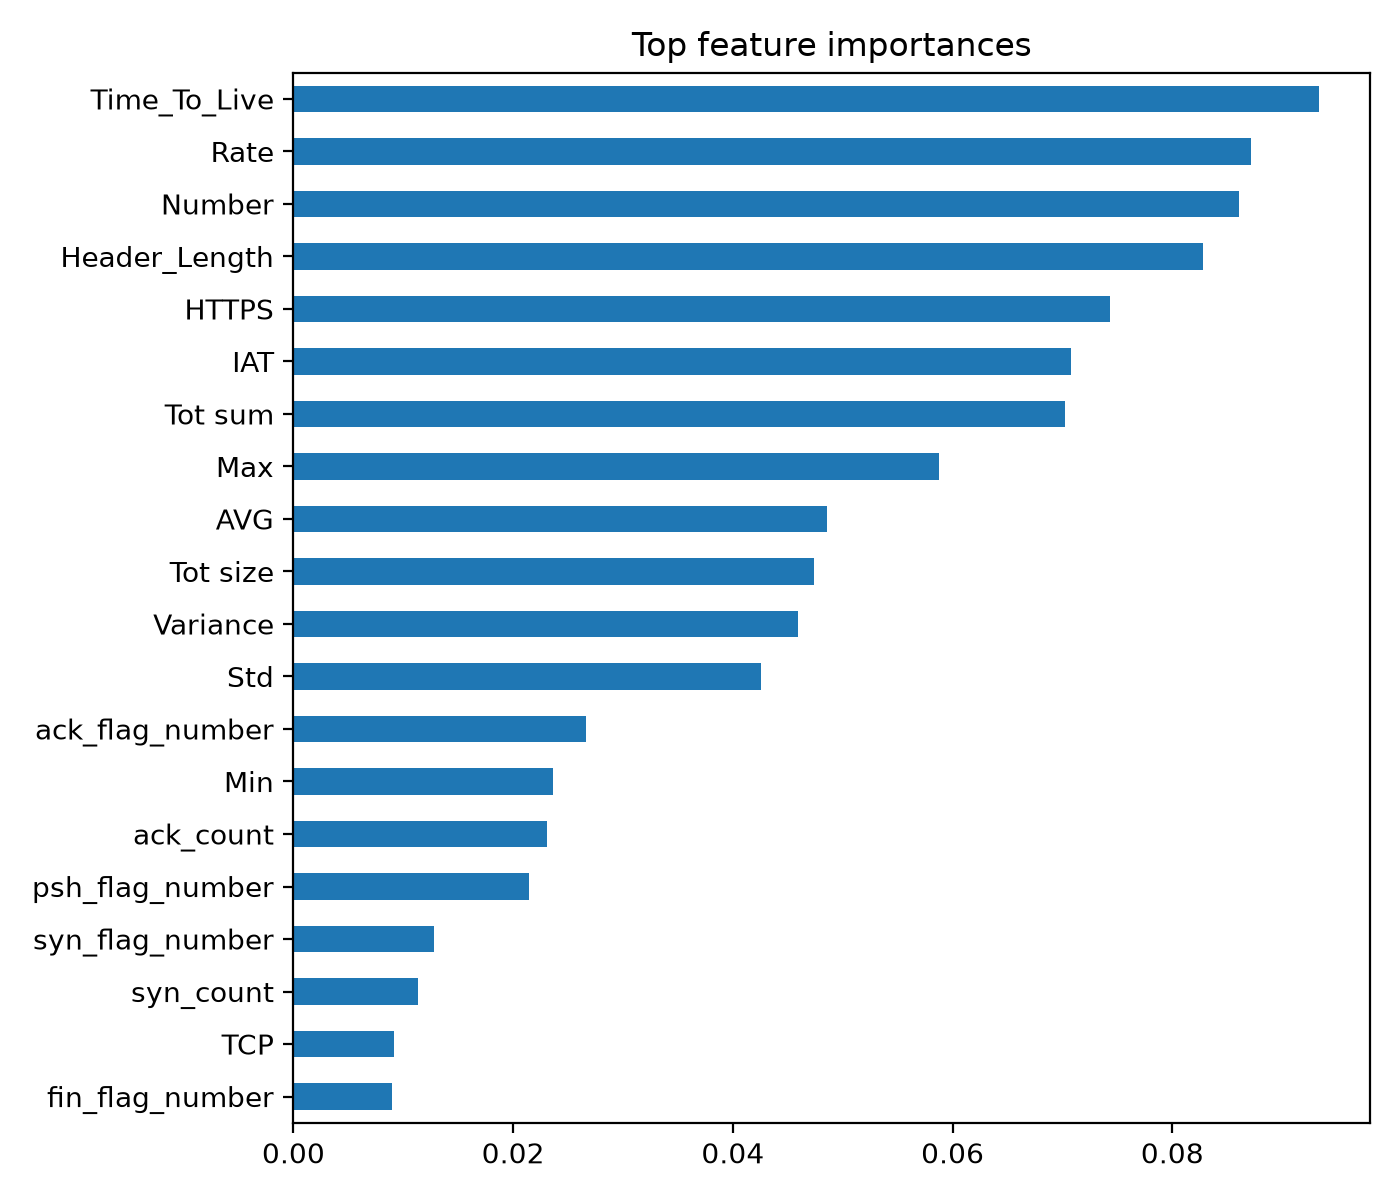 Top feature importances
Time_To_Live
Rate
Number
Header_Length
HTTPS
IAT
Tot sum
Max
AVG
Tot size
Variance
Std
ack_flag_number
Min
ack_count
psh_flag_number
syn_flag_number
syn_count
TCP
fin_flag_number
0.00 0.02 0.04 0.06 0.08